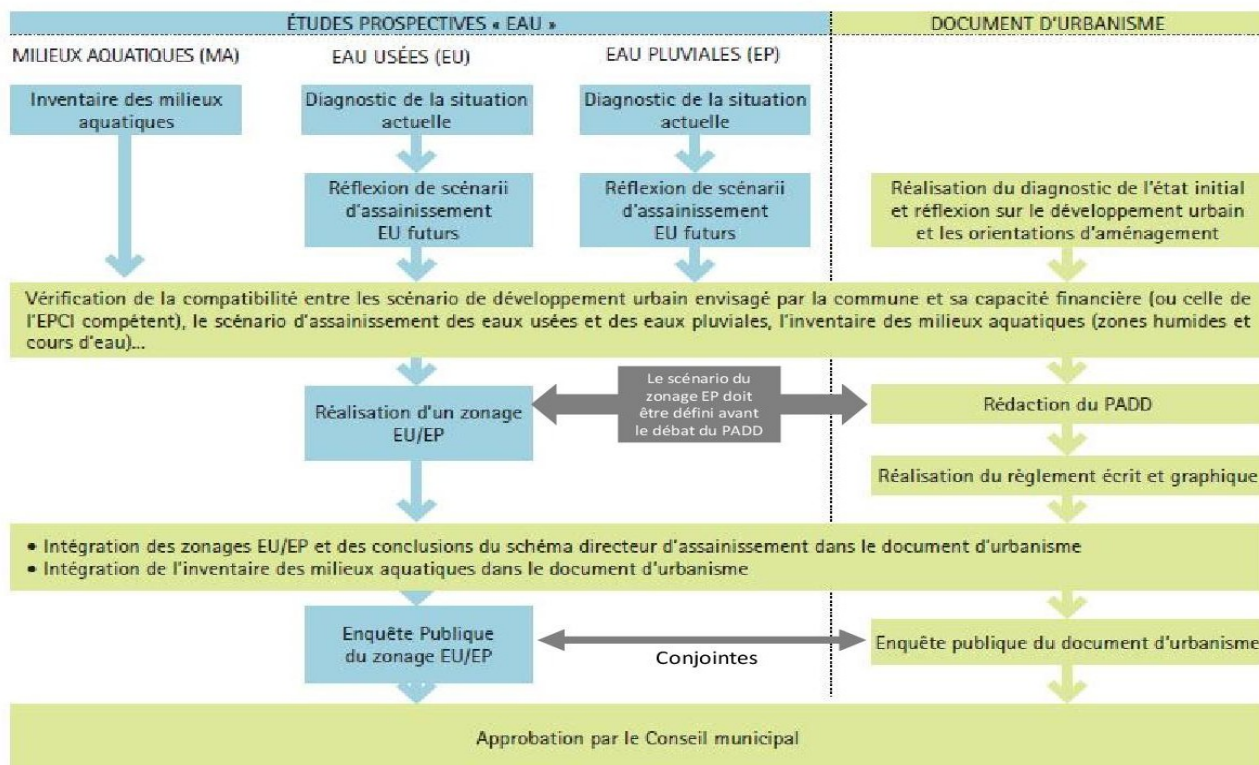 ÉTUDES PROSPECTIVES « EAU »
DOCUMENT D'URBANISME
MILIEUX AQUATIQUES (MA)
EAU USÉES (EU)
EAU PLUVIALES (EP)
Inventaire des milieux
aquatiques
Diagnostic de la situation
actuelle
Diagnostic de la situation
actuelle
Réflexion de scénarii
d'assainissement
EU futurs
Réflexion de scénarii
d'assainissement
EU futurs
Réalisation du diagnostic de l'état initial
et réflexion sur le développement urbain
et les orientations d'aménagement
Vérification de la compatibilité entre les scénario de développement urbain envisagé par la commune et sa capacité financière (ou celle de
l'EPCI compétent), le scénario d'assainissement des eaux usées et des eaux pluviales, l'inventaire des milieux aquatiques (zones humides et
cours d'eau)...
Réalisation d'un zonage
EU/EP
Le scénario du
zonage EP doit
être défini avant
le débat du PADD
Rédaction du PADD
Réalisation du règlement écrit et graphique
• Intégration des zonages EU/EP et des conclusions du schéma directeur d'assainissement dans le document d'urbanisme
• Intégration de l'inventaire des milieux aquatiques dans le document d'urbanisme
Enquête Publique
du zonage EU/EP
Conjointes
Enquête publique du document d'urbanisme
Approbation par le Conseil municipal